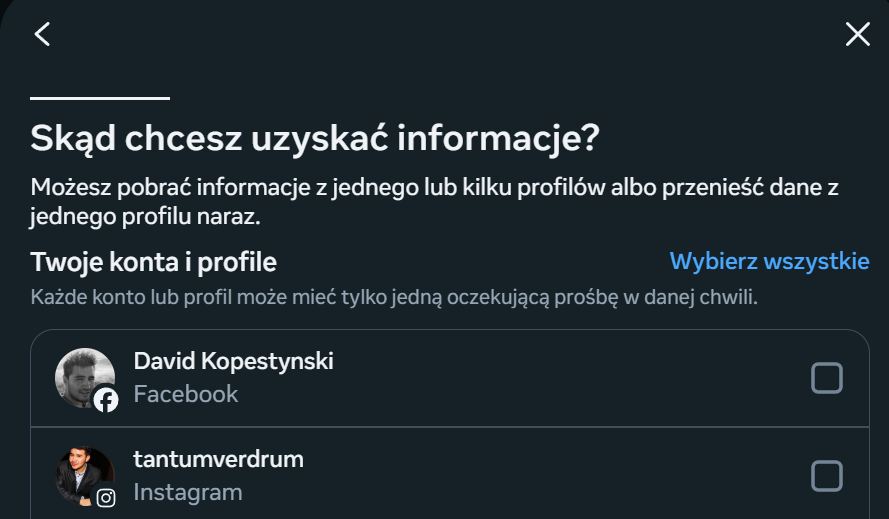 Skąd chcesz uzyskać informacje?
Możesz pobrać informacje z jednego lub kilku profilów albo przenieść dane z
jednego profilu naraz.
Twoje konta i profile
Wybierz wszystkie
Każde konto lub profil może mieć tylko jedną oczekującą prośbę w danej chwili.
David Kopestynski
Facebook
tantumverdrum
Instagram